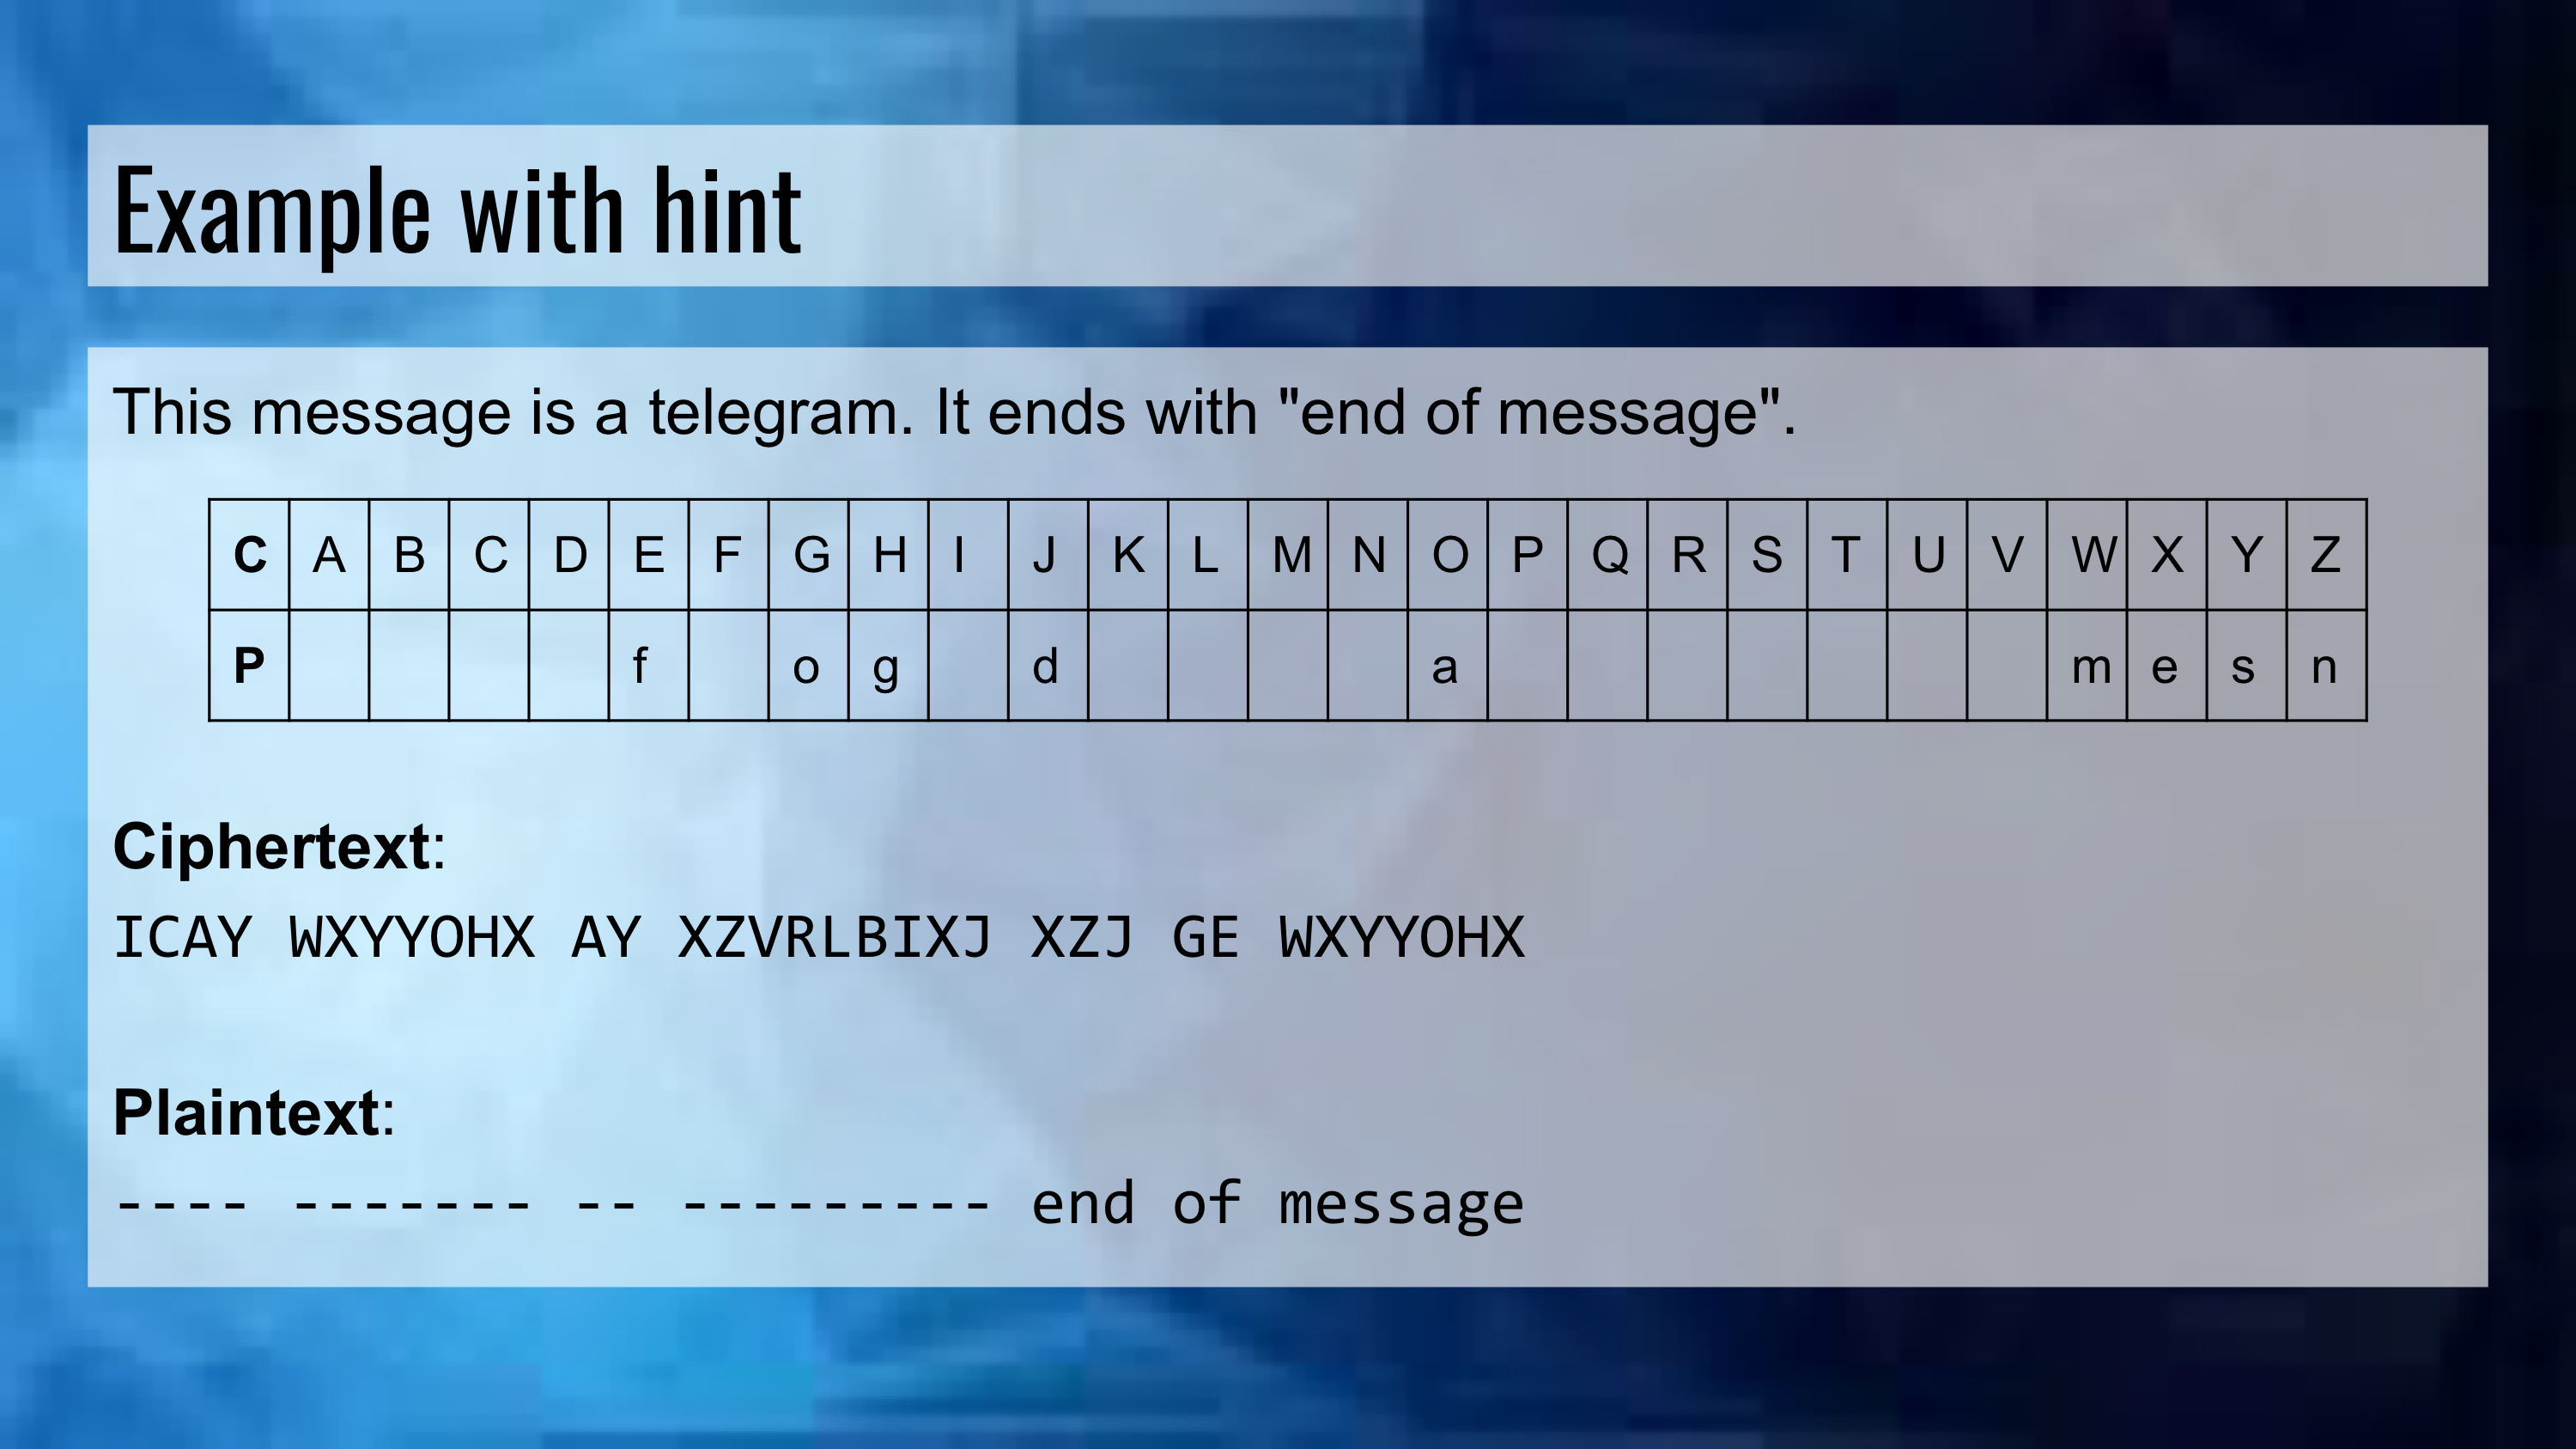 Example with hint
This message is a telegram. It ends with "end of message".
C A B C D E F G H I J K L M N O P Q R S T U V W X Y Z
P f o g d a m e s n
Ciphertext:
ICAY WXYYOHX AY XZVRLBIXJ XZJ GE WXYYOHX
Plaintext:
---- ------- -- --------- end of message